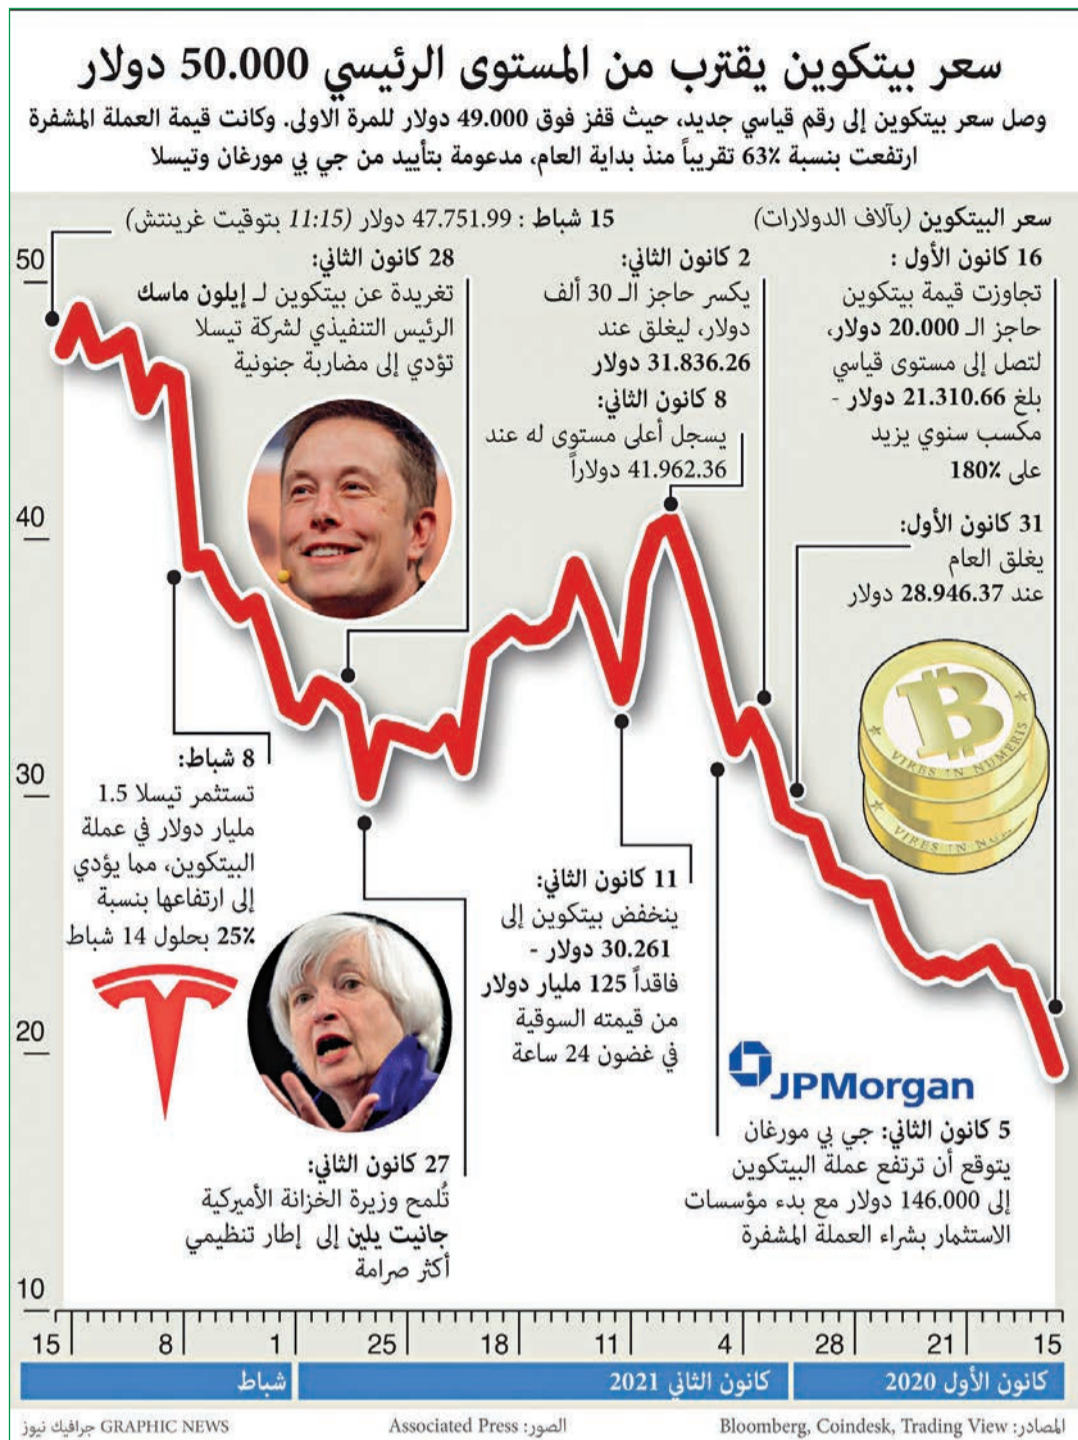 سعر بيتكوين يقترب من المستوى الرئيسي 50.000 دولار
وصل سعر بيتكوين إلى رقم قياسي جديد، حيث قفز فوق 49.000 دولار للمرة الاولى. وكانت قيمة العملة المشفرة
ارتفعت بنسبة 63٪ تقريباً منذ بداية العام، مدعومة بتأييد من جي بي مورغان وتيسلا
سعر البيتكوين (بآلاف الدولارات)
16 كانون الأول :
تجاوزت قيمة بيتكوين
حاجز الـ 20.000 دولار،
لتصل إلى مستوى قياسي
بلغ 21.310.66 دولار -
مكسب سنوي يزيد
على 180٪
31 كانون الأول:
يغلق العام
عند 28.946.37 دولار
15 شباط : 47.751.99 دولار (11:15 بتوقيت غرينتش)
2 كانون الثاني:
يكسر حاجز الـ 30 ألف
دولار، ليغلق عند
31.836.26 دولار
8 كانون الثاني:
يسجل أعلى مستوى له عند
41.962.36 دولاراً
28 كانون الثاني:
تغريدة عن بيتكوين لـ إيلون ماسك
الرئيس التنفيذي لشركة تيسلا
تؤدي إلى مضاربة جنونية
VIRES IN NUMERIS
VIRES IN NU
8 شباط:
تستثمر تيسلا 1.5
مليار دولار في عملة
البيتكوين، مما يؤدي
إلى ارتفاعها بنسبة
25٪ بحلول 14 شباط
11 كانون الثاني:
ينخفض بيتكوين إلى
30.261 دولار -
فاقداً 125 مليار دولار
من قيمته السوقية
في غضون 24 ساعة
JPMorgan
5 كانون الثاني: جي بي مورغان
يتوقع أن ترتفع عملة البيتكوين
إلى 146.000 دولار مع بدء مؤسسات
الاستثمار بشراء العملة المشفرة
27 كانون الثاني:
تُلمح وزيرة الخزانة الأميركية
جانيت يلين إلى إطار تنظيمي
أكثر صرامة
50
40
30
20
10
15 8 1 25 18 11 4 28 21 15
كانون الأول 2020
كانون الثاني 2021
شباط
المصادر: Bloomberg, Coindesk, Trading View
الصور: Associated Press
GRAPHIC NEWS جرافيك نيوز